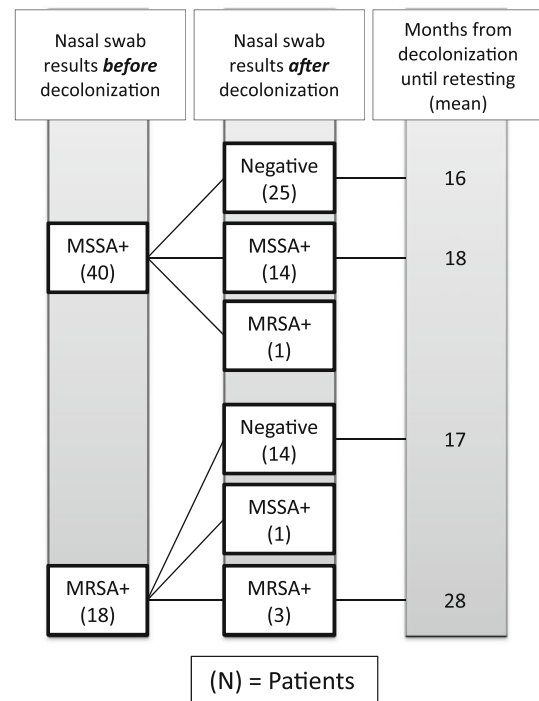 Nasal swab
results before
decolonization
Nasal swab
results after
decolonization
Months from
decolonization
until retesting
(mean)
Negative
(25)
16
MSSA+
(40)
MSSA+
(14)
18
MRSA+
(1)
Negative
(14)
17
MSSA+
(1)
MRSA+
(18)
MRSA+
(3)
28
(N) = Patients